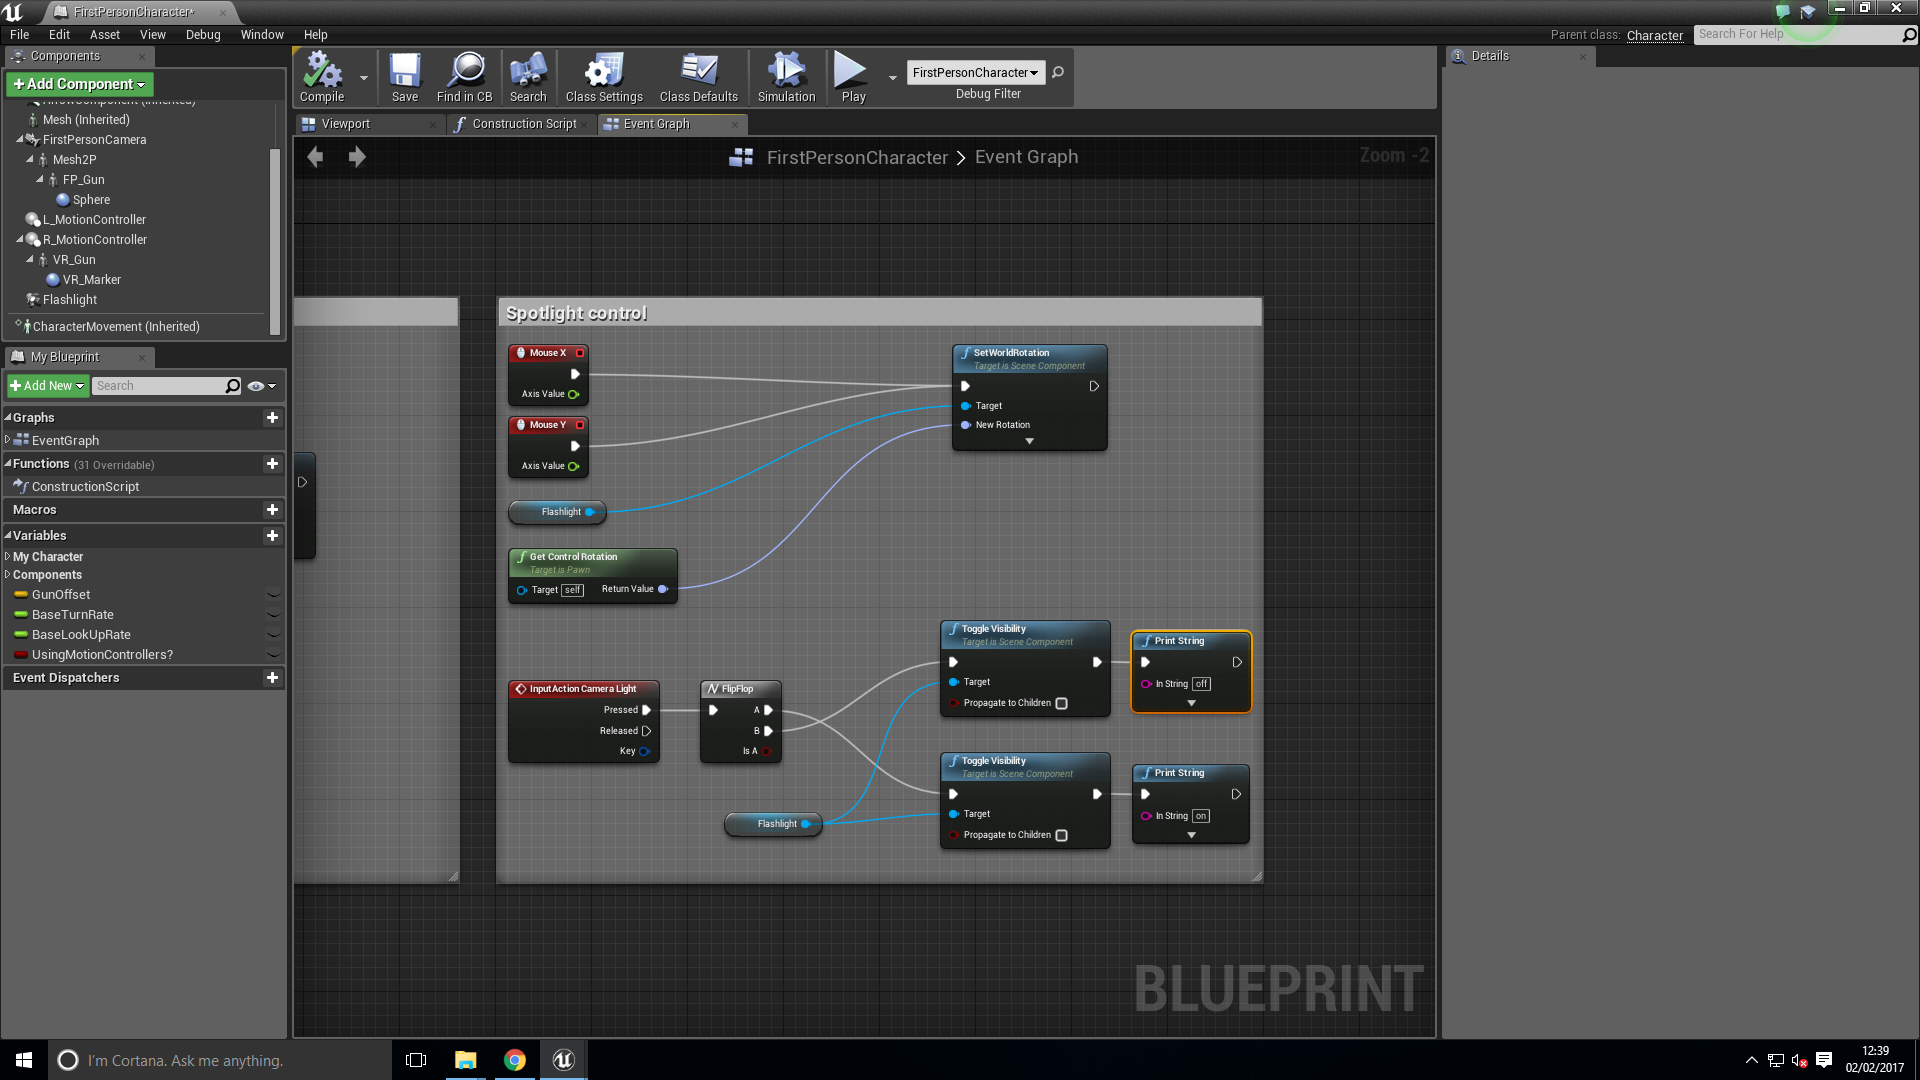 FirstPersonCharacter*
File Edit Asset View Debug Window Help
Parent class: Character
Search For Help
Components
+Add Component
Mesh (Inherited)
FirstPersonCamera
Mesh2P
FP_Gun
Sphere
L_MotionController
R_MotionController
VR_Gun
VR_Marker
Flashlight
CharacterMovement (Inherited)
My Blueprint
+Add New
Search
Graphs
EventGraph
Functions (31 Overridable)
ConstructionScript
Macros
Variables
My Character
Components
GunOffset
BaseTurnRate
BaseLookUpRate
UsingMotionControllers?
Event Dispatchers
Compile
Save
Find in CB
Search
Class Settings
Class Defaults
Simulation
Play
FirstPersonCharacter
Debug Filter
Viewport
Construction Script
Event Graph
FirstPersonCharacter > Event Graph
Zoom -2
Spotlight control
Mouse X
Axis Value
Mouse Y
Axis Value
Flashlight
Get Control Rotation
Target is Pawn
Target self Return Value
SetWorldRotation
Target is Scene Component
Target
New Rotation
InputAction Camera Light
Pressed
Released
Key
FlipFlop
A
B
Is A
Flashlight
Toggle Visibility
Target is Scene Component
Target
Propagate to Children
Print String
In String off
Toggle Visibility
Target is Scene Component
Target
Propagate to Children
Print String
In String on
BLUEPRINT
Details
I'm Cortana. Ask me anything.
12:39
02/02/2017